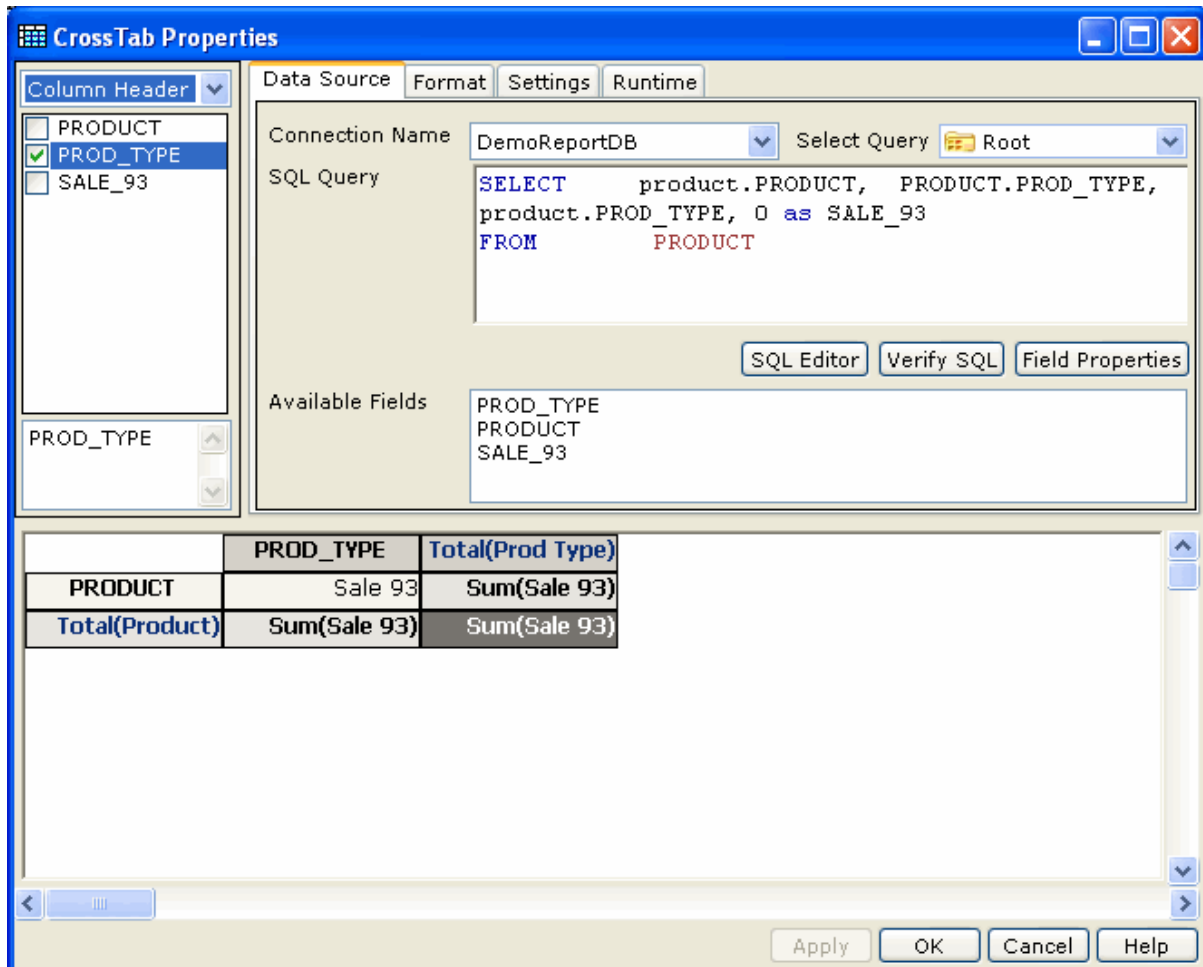 CrossTab Properties
Column Header
PRODUCT
PROD_TYPE
SALE_93
PROD_TYPE
Data Source Format Settings Runtime
Connection Name DemoReportDB Select Query Root
SQL Query
SELECT product.PRODUCT, PRODUCT.PROD_TYPE,
product.PROD_TYPE, 0 as SALE_93
FROM PRODUCT
SQL Editor Verify SQL Field Properties
Available Fields
PROD_TYPE
PRODUCT
SALE_93
PROD_TYPE Total(Prod Type)
PRODUCT Sale 93 Sum(Sale 93)
Total(Product) Sum(Sale 93) Sum(Sale 93)
Apply OK Cancel Help